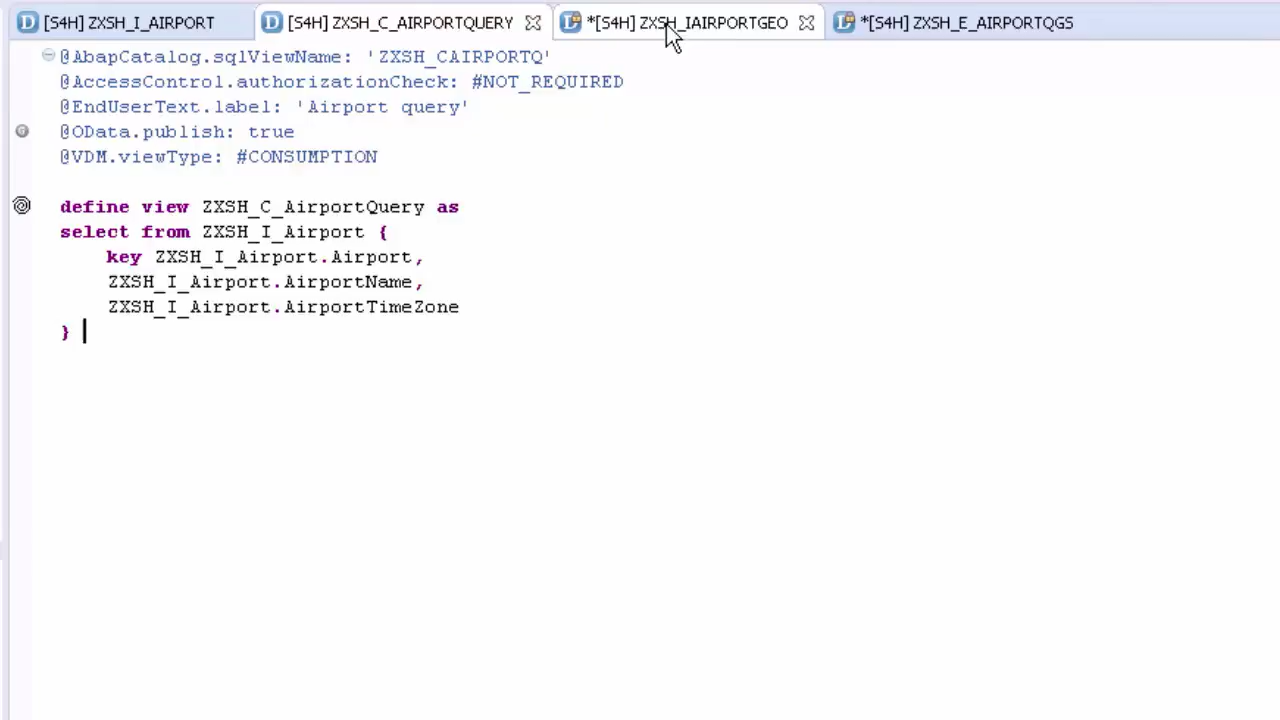 [S4H] ZXSH_I_AIRPORT
[S4H] ZXSH_C_AIRPORTQUERY
*[S4H] ZXSH_IAIRPORTGEO
*[S4H] ZXSH_E_AIRPORTQGS
@AbapCatalog.sqlViewName: 'ZXSH_CAIRPORTQ'
@AccessControl.authorizationCheck: #NOT_REQUIRED
@EndUserText.label: 'Airport query'
@OData.publish: true
@VDM.viewType: #CONSUMPTION
define view ZXSH_C_AirportQuery as
select from ZXSH_I_Airport {
key ZXSH_I_Airport.Airport,
ZXSH_I_Airport.AirportName,
ZXSH_I_Airport.AirportTimeZone
}